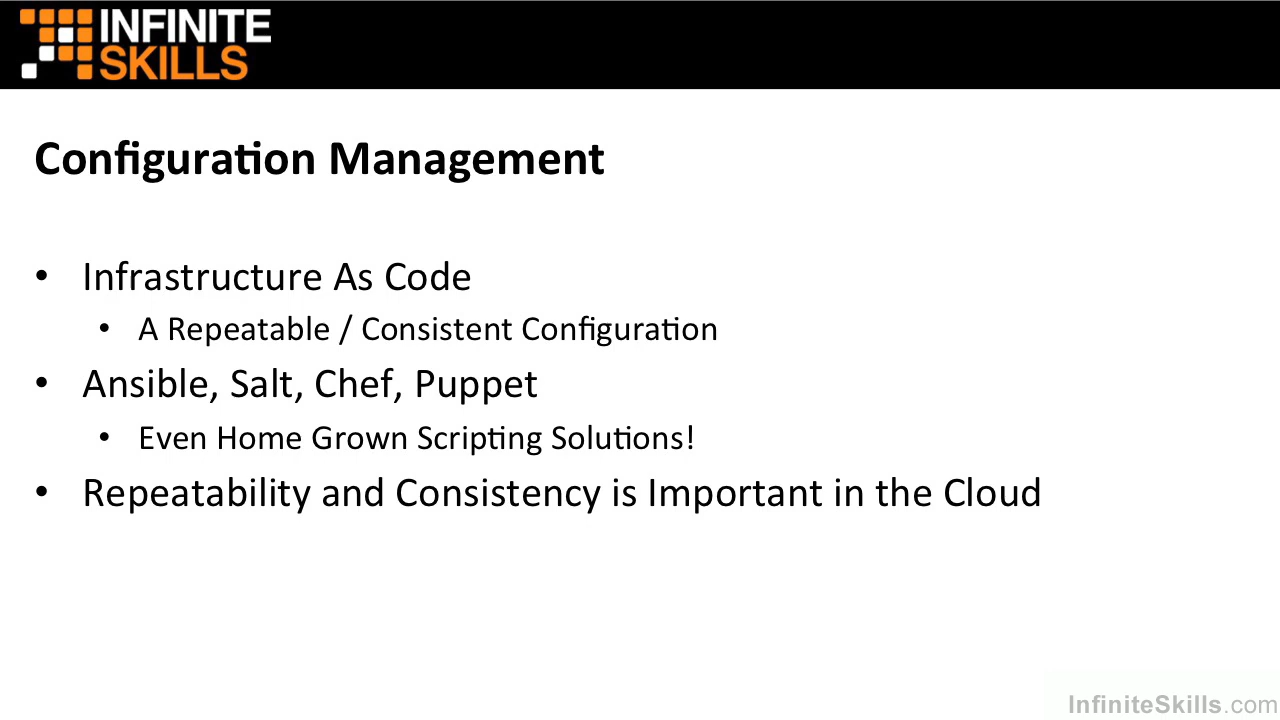 INFINITE
SKILLS
Configuration Management
• Infrastructure As Code
• A Repeatable / Consistent Configuration
• Ansible, Salt, Chef, Puppet
• Even Home Grown Scripting Solutions!
• Repeatability and Consistency is Important in the Cloud
InfiniteSkills.com